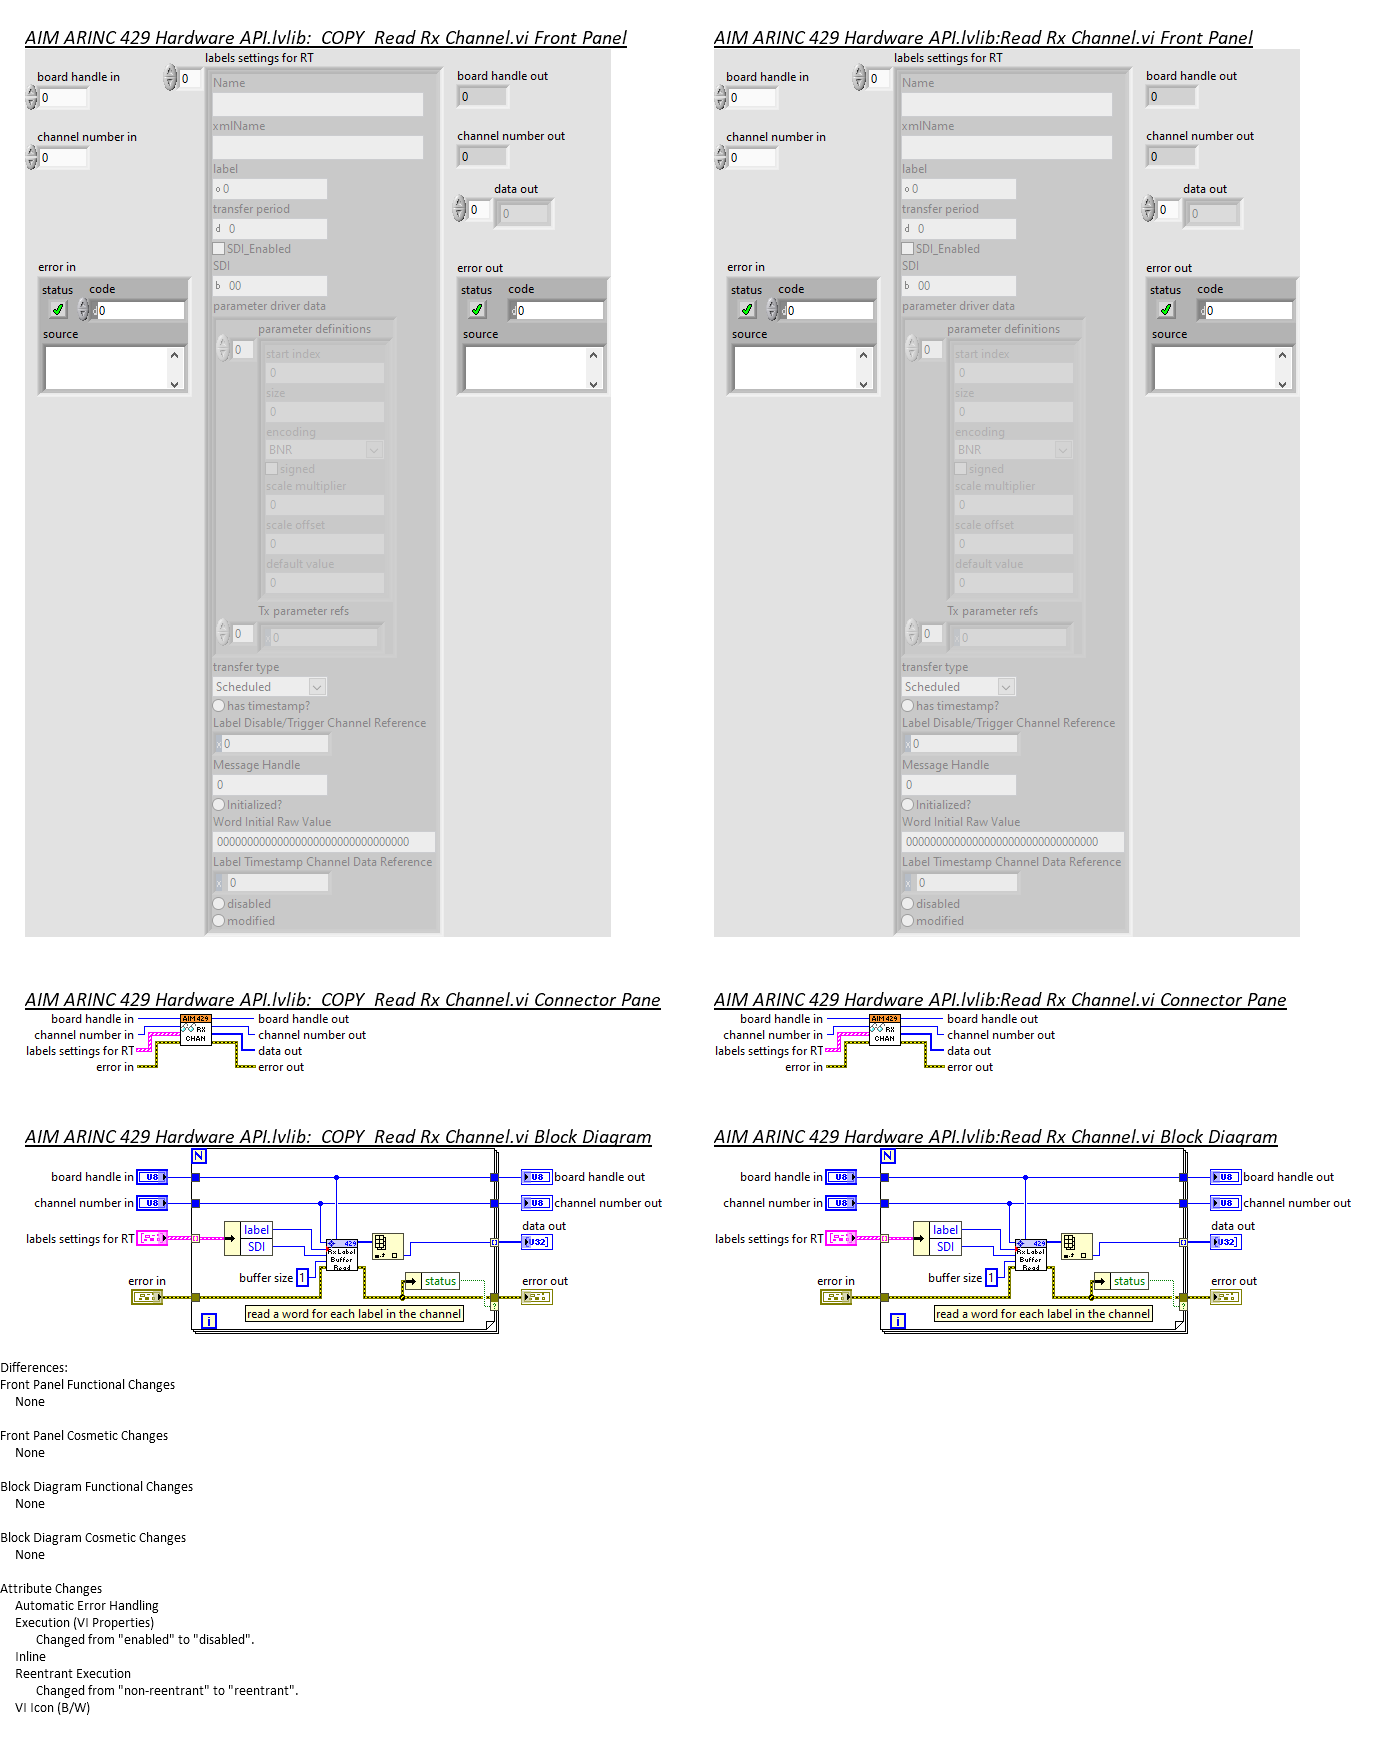 AIM ARINC 429 Hardware API.lvlib:_COPY_Read Rx Channel.vi Front Panel
labels settings for RT
board handle in
0
0
channel number in
0
Name
xmlName
label
o 0
transfer period
d 0
SDI_Enabled
SDI
b 00
parameter driver data
parameter definitions
0
start index
0
size
0
encoding
BNR
signed
scale multiplier
0
scale offset
0
default value
0
Tx parameter refs
0
x 0
transfer type
Scheduled
has timestamp?
Label Disable/Trigger Channel Reference
x 0
Message Handle
0
Initialized?
Word Initial Raw Value
00000000000000000000000000000000
Label Timestamp Channel Data Reference
x 0
disabled
modified
error in
status code
d 0
source
board handle out
0
channel number out
0
data out
0
0
error out
status code
d 0
source
AIM ARINC 429 Hardware API.lvlib:Read Rx Channel.vi Front Panel
labels settings for RT
board handle in
0
0
channel number in
0
Name
xmlName
label
o 0
transfer period
d 0
SDI_Enabled
SDI
b 00
parameter driver data
parameter definitions
0
start index
0
size
0
encoding
BNR
signed
scale multiplier
0
scale offset
0
default value
0
Tx parameter refs
0
x 0
transfer type
Scheduled
has timestamp?
Label Disable/Trigger Channel Reference
x 0
Message Handle
0
Initialized?
Word Initial Raw Value
00000000000000000000000000000000
Label Timestamp Channel Data Reference
x 0
disabled
modified
error in
status code
d 0
source
board handle out
0
channel number out
0
data out
0
0
error out
status code
d 0
source
AIM ARINC 429 Hardware API.lvlib:_COPY_Read Rx Channel.vi Connector Pane
board handle in
channel number in
labels settings for RT
error in
AIM 429
RX
CHAN
board handle out
channel number out
data out
error out
AIM ARINC 429 Hardware API.lvlib:Read Rx Channel.vi Connector Pane
board handle in
channel number in
labels settings for RT
error in
AIM 429
RX
CHAN
board handle out
channel number out
data out
error out
AIM ARINC 429 Hardware API.lvlib:_COPY_Read Rx Channel.vi Block Diagram
N
board handle in U8
channel number in U8
labels settings for RT
label
SDI
429
Rx Label
Buffer
Read
buffer size 1
error in
status
read a word for each label in the channel
i
U8 board handle out
U8 channel number out
data out
U32]
error out
?
AIM ARINC 429 Hardware API.lvlib:Read Rx Channel.vi Block Diagram
N
board handle in U8
channel number in U8
labels settings for RT
label
SDI
429
Rx Label
Buffer
Read
buffer size 1
error in
status
read a word for each label in the channel
i
U8 board handle out
U8 channel number out
data out
U32]
error out
?
Differences:
Front Panel Functional Changes
None
Front Panel Cosmetic Changes
None
Block Diagram Functional Changes
None
Block Diagram Cosmetic Changes
None
Attribute Changes
Automatic Error Handling
Execution (VI Properties)
Changed from "enabled" to "disabled".
Inline
Reentrant Execution
Changed from "non-reentrant" to "reentrant".
VI Icon (B/W)